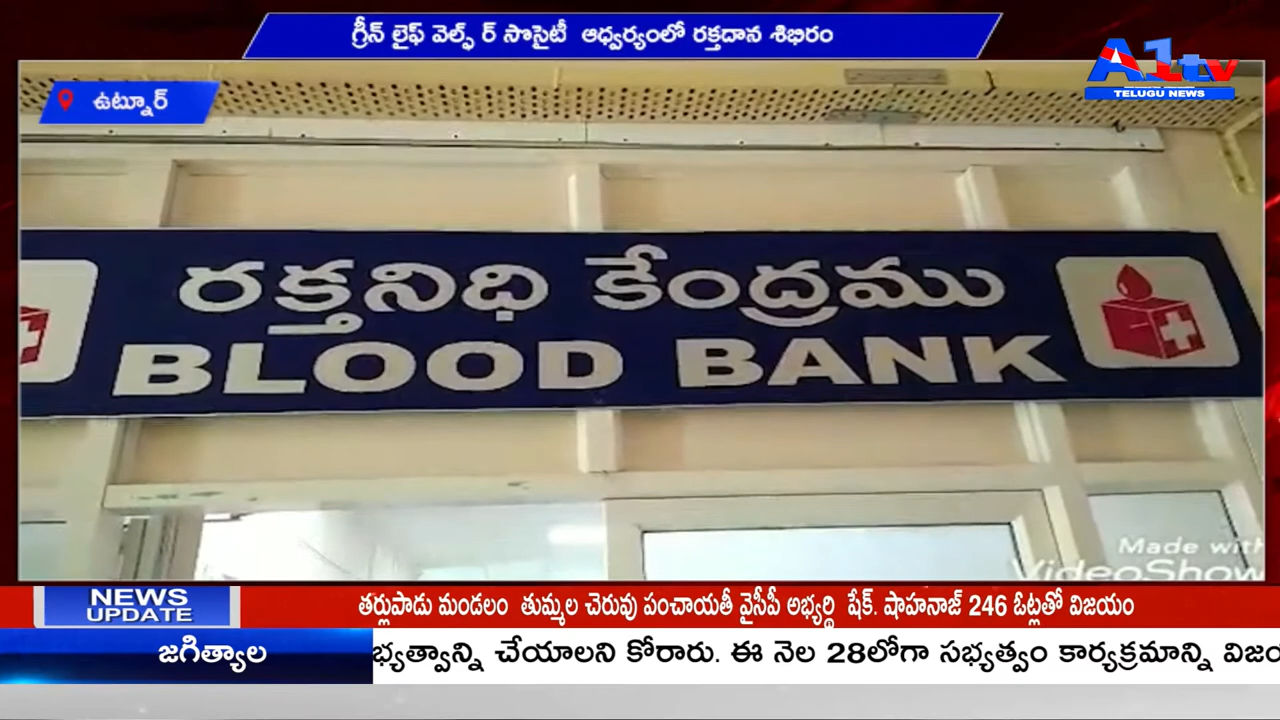 గ్రీన్ లైఫ్ వెల్ఫ్ ర్ సొసైటీ ఆధ్వర్యంలో రక్తదాన శిభిరం
A1tv
TELUGU NEWS
ఉట్నూర్
రక్తనిధి కేంద్రము
BLOOD BANK
Made with
VideoShow
NEWS
UPDATE
తర్లుపాడు మండలం తుమ్మల చెరువు పంచాయతీ వైసీపీ అభ్యర్థి షేక్. షాహనాజ్ 246 ఓట్లతో విజయం
జగిత్యాల
భ్యత్వాన్ని చేయాలని కోరారు. ఈ నెల 28లోగా సభ్యత్వం కార్యక్రమాన్ని విజయ